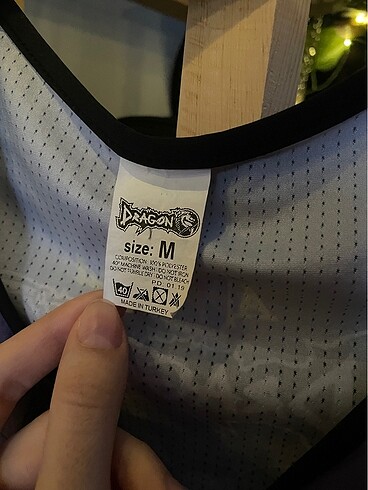 DRAGON
size: M
COMPOSITION : 100% POLYESTER
40° MACHINE WASH : DO NOT IRON
DO NOT TUMBLE DRY : DO NOT BLEACH
PD. 01.19
40
MADE IN TURKEY